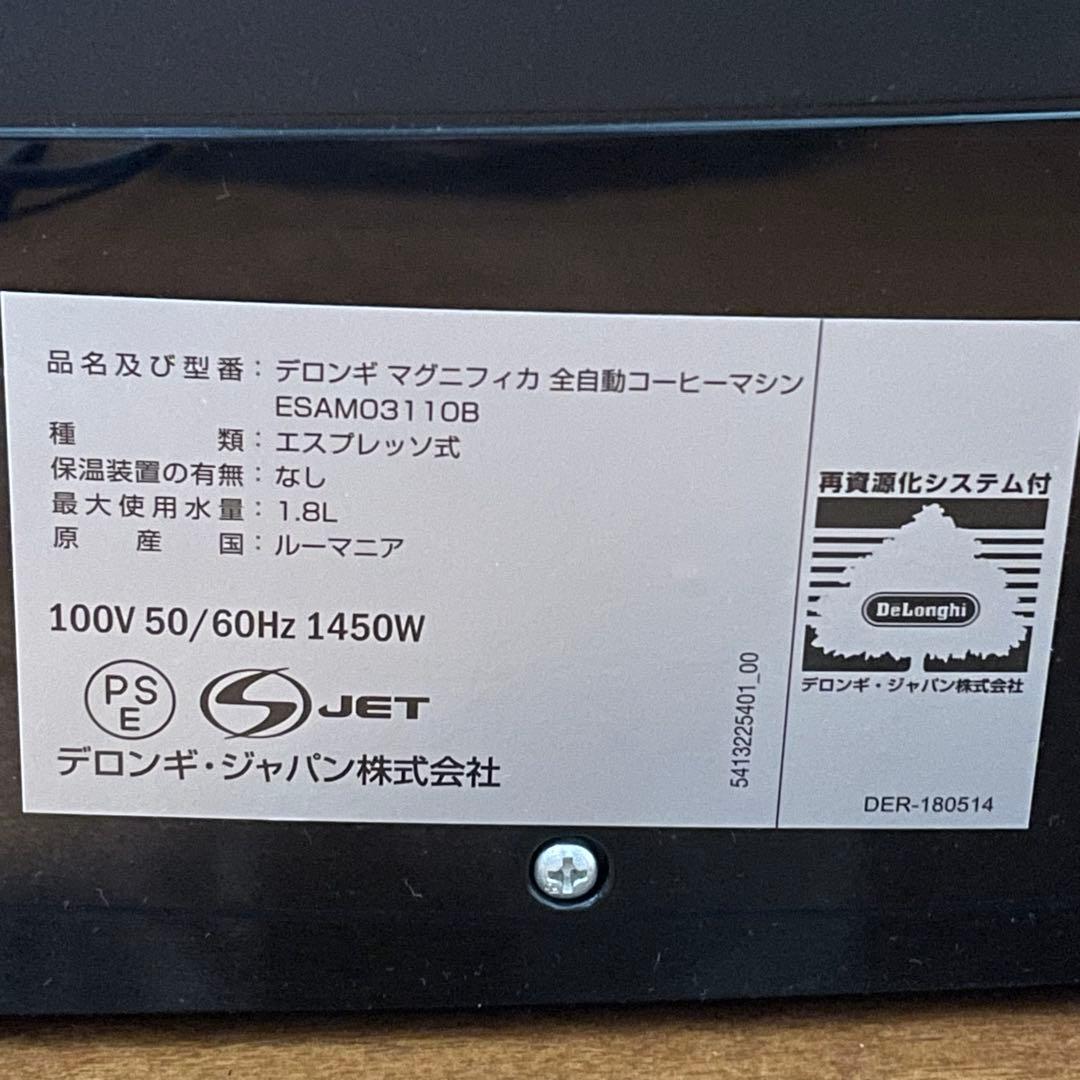 品名及び型番：デロンギ マグニフィカ 全自動コーヒーマシン
ESAM03110B
種類：エスプレッソ式
保温装置の有無：なし
最大使用水量：1.8L
原産国：ルーマニア
100V 50/60Hz 1450W
PSE
S JET
デロンギ・ジャパン株式会社
5413225401_00
再資源化システム付
DeLonghi
デロンギ・ジャパン株式会社
DER-180514